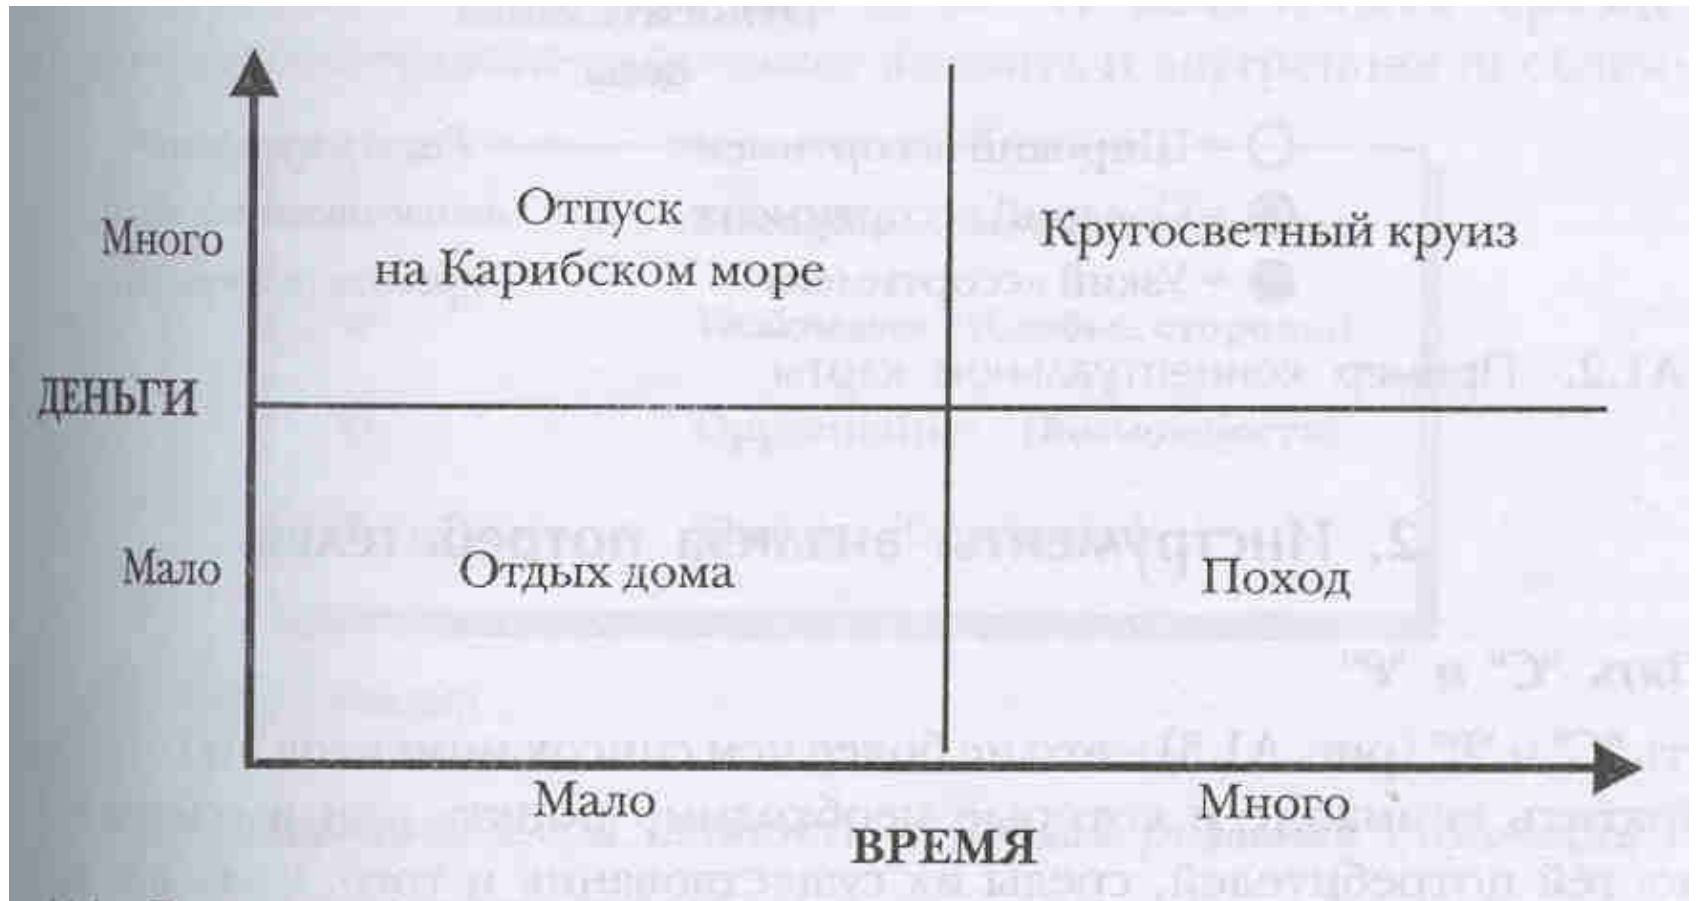 Много
Отпуск
на Карибском море
Кругосветный круиз
ДЕНЬГИ
Мало
Отдых дома
Поход
Мало
Много
ВРЕМЯ